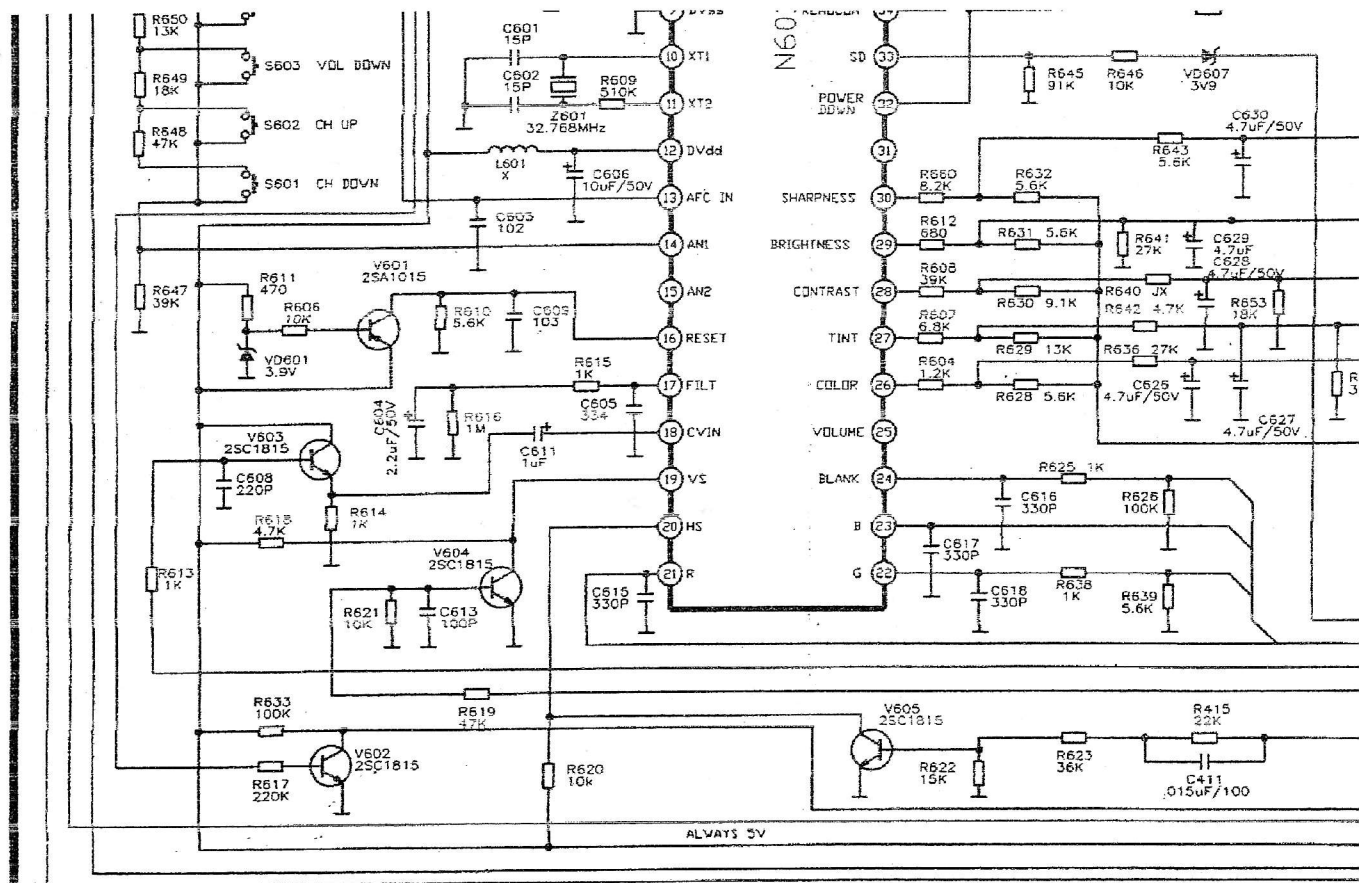 R650
13K
R649
18K
S603 VOL DOWN
R648
47K
S602 CH UP
S601 CH DOWN
R647
39K
C601
15P
C602
15P
R609
510K
Z601
32.768MHz
L601
X
C606
10uF/50V
C603
102
R611
470
R606
10K
VD601
3.9V
V601
2SA1015
R610
5.6K
C609
103
R615
1K
C604
2.2uF/50V
R616
1M
C605
334
V603
2SC1815
C608
220P
C611
1uF
R614
1K
R618
4.7K
R613
1K
V604
2SC1815
R621
10K
C613
100P
C615
330P
R619
47K
R633
100K
V602
2SC1815
R617
220K
R620
10k
10 XT1
11 XT2
12 DVdd
13 AFC IN
14 AN1
15 AN2
16 RESET
17 FILT
18 CVIN
19 VS
20 HS
21 R
SD 33
POWER
DOWN 32
31
SHARPNESS 30
BRIGHTNESS 29
CONTRAST 28
TINT 27
COLOR 26
VOLUME 25
BLANK 24
B 23
G 22
R645
91K
R646
10K
VD607
3V9
C630
4.7uF/50V
R643
5.6K
R660
8.2K
R632
5.6K
R612
680
R631 5.6K
R641
27K
C629
4.7uF
C628
4.7uF/50V
R608
39K
R630 9.1K
R640 JX
R642 4.7K
R653
18K
R607
6.8K
R629 13K
R636 27K
R604
1.2K
R628 5.6K
C626
4.7uF/50V
C627
4.7uF/50V
R625 1K
C616
330P
R626
100K
C617
330P
C618
330P
R638
1K
R639
5.6K
V605
2SC1815
R622
15K
R623
36K
R415
22K
C411
.015uF/100
ALWAYS 5V